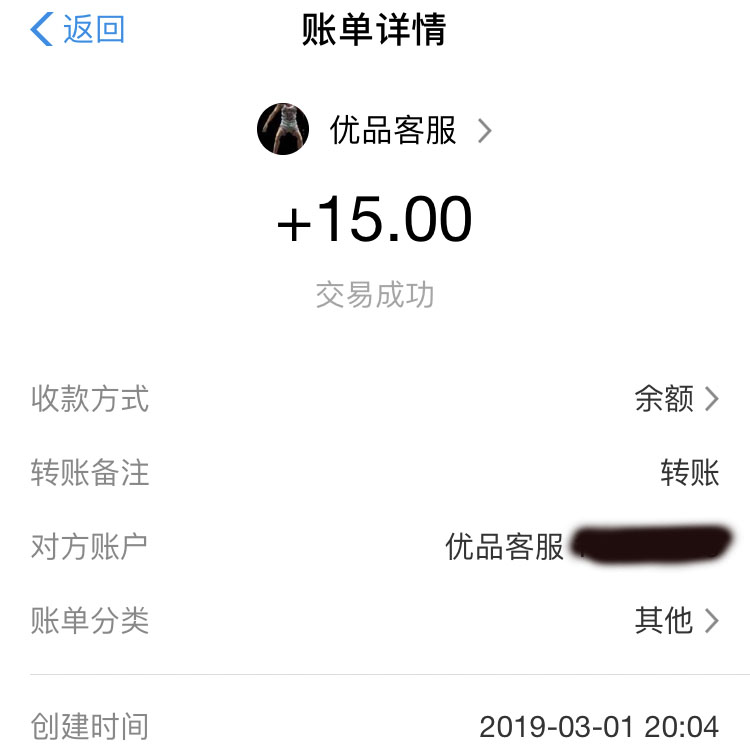 返回 账单详情
优品客服
+15.00
交易成功
收款方式 余额
转账备注 转账
对方账户 优品客服
账单分类 其他
创建时间 2019-03-01 20:04